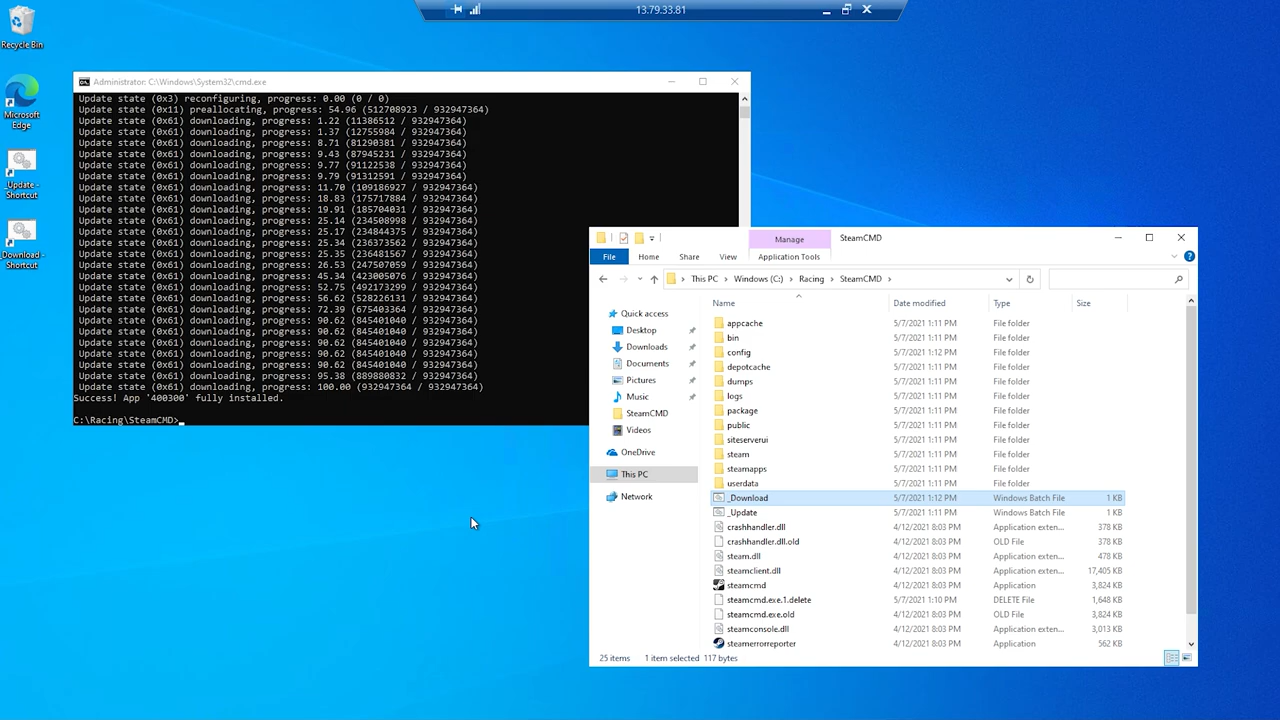 13.79.33.81
Recycle Bin
Microsoft
Edge
_Update -
Shortcut
_Download -
Shortcut
Administrator: C:\Windows\System32\cmd.exe
Update state (0x3) reconfiguring, progress: 0.00 (0 / 0)
Update state (0x11) preallocating, progress: 54.96 (512708923 / 932947364)
Update state (0x61) downloading, progress: 1.22 (11386512 / 932947364)
Update state (0x61) downloading, progress: 1.37 (12755984 / 932947364)
Update state (0x61) downloading, progress: 8.71 (81290381 / 932947364)
Update state (0x61) downloading, progress: 9.43 (87945231 / 932947364)
Update state (0x61) downloading, progress: 9.77 (91122538 / 932947364)
Update state (0x61) downloading, progress: 9.79 (91312591 / 932947364)
Update state (0x61) downloading, progress: 11.70 (109186927 / 932947364)
Update state (0x61) downloading, progress: 18.83 (175717884 / 932947364)
Update state (0x61) downloading, progress: 19.91 (185704031 / 932947364)
Update state (0x61) downloading, progress: 25.14 (234508998 / 932947364)
Update state (0x61) downloading, progress: 25.17 (234844375 / 932947364)
Update state (0x61) downloading, progress: 25.34 (236373562 / 932947364)
Update state (0x61) downloading, progress: 25.35 (236481567 / 932947364)
Update state (0x61) downloading, progress: 26.53 (247507059 / 932947364)
Update state (0x61) downloading, progress: 45.34 (423005076 / 932947364)
Update state (0x61) downloading, progress: 52.75 (492173299 / 932947364)
Update state (0x61) downloading, progress: 56.62 (528226131 / 932947364)
Update state (0x61) downloading, progress: 72.39 (675403364 / 932947364)
Update state (0x61) downloading, progress: 90.62 (845401040 / 932947364)
Update state (0x61) downloading, progress: 90.62 (845401040 / 932947364)
Update state (0x61) downloading, progress: 90.62 (845401040 / 932947364)
Update state (0x61) downloading, progress: 90.62 (845401040 / 932947364)
Update state (0x61) downloading, progress: 95.38 (889880832 / 932947364)
Update state (0x61) downloading, progress: 100.00 (932947364 / 932947364)
Success! App '400300' fully installed.
C:\Racing\SteamCMD>
Manage
SteamCMD
File Home Share View Application Tools
This PC Windows (C:) Racing SteamCMD
Quick access
Desktop
Downloads
Documents
Pictures
Music
SteamCMD
Videos
OneDrive
This PC
Network
Name Date modified Type Size
appcache 5/7/2021 1:11 PM File folder
bin 5/7/2021 1:11 PM File folder
config 5/7/2021 1:12 PM File folder
depotcache 5/7/2021 1:11 PM File folder
dumps 5/7/2021 1:11 PM File folder
logs 5/7/2021 1:11 PM File folder
package 5/7/2021 1:11 PM File folder
public 5/7/2021 1:11 PM File folder
siteserverui 5/7/2021 1:11 PM File folder
steam 5/7/2021 1:11 PM File folder
steamapps 5/7/2021 1:11 PM File folder
userdata 5/7/2021 1:11 PM File folder
_Download 5/7/2021 1:12 PM Windows Batch File 1 KB
_Update 5/7/2021 1:11 PM Windows Batch File 1 KB
crashhandler.dll 4/12/2021 8:03 PM Application exten... 378 KB
crashhandler.dll.old 4/12/2021 8:03 PM OLD File 378 KB
steam.dll 4/12/2021 8:03 PM Application exten... 478 KB
steamclient.dll 4/12/2021 8:03 PM Application exten... 17,405 KB
steamcmd 4/12/2021 8:03 PM Application 3,824 KB
steamcmd.exe.1.delete 5/7/2021 1:10 PM DELETE File 1,648 KB
steamcmd.exe.old 4/12/2021 8:03 PM OLD File 3,824 KB
steamconsole.dll 4/12/2021 8:03 PM Application exten... 3,013 KB
steamerrorreporter 4/12/2021 8:03 PM Application 562 KB
25 items 1 item selected 117 bytes